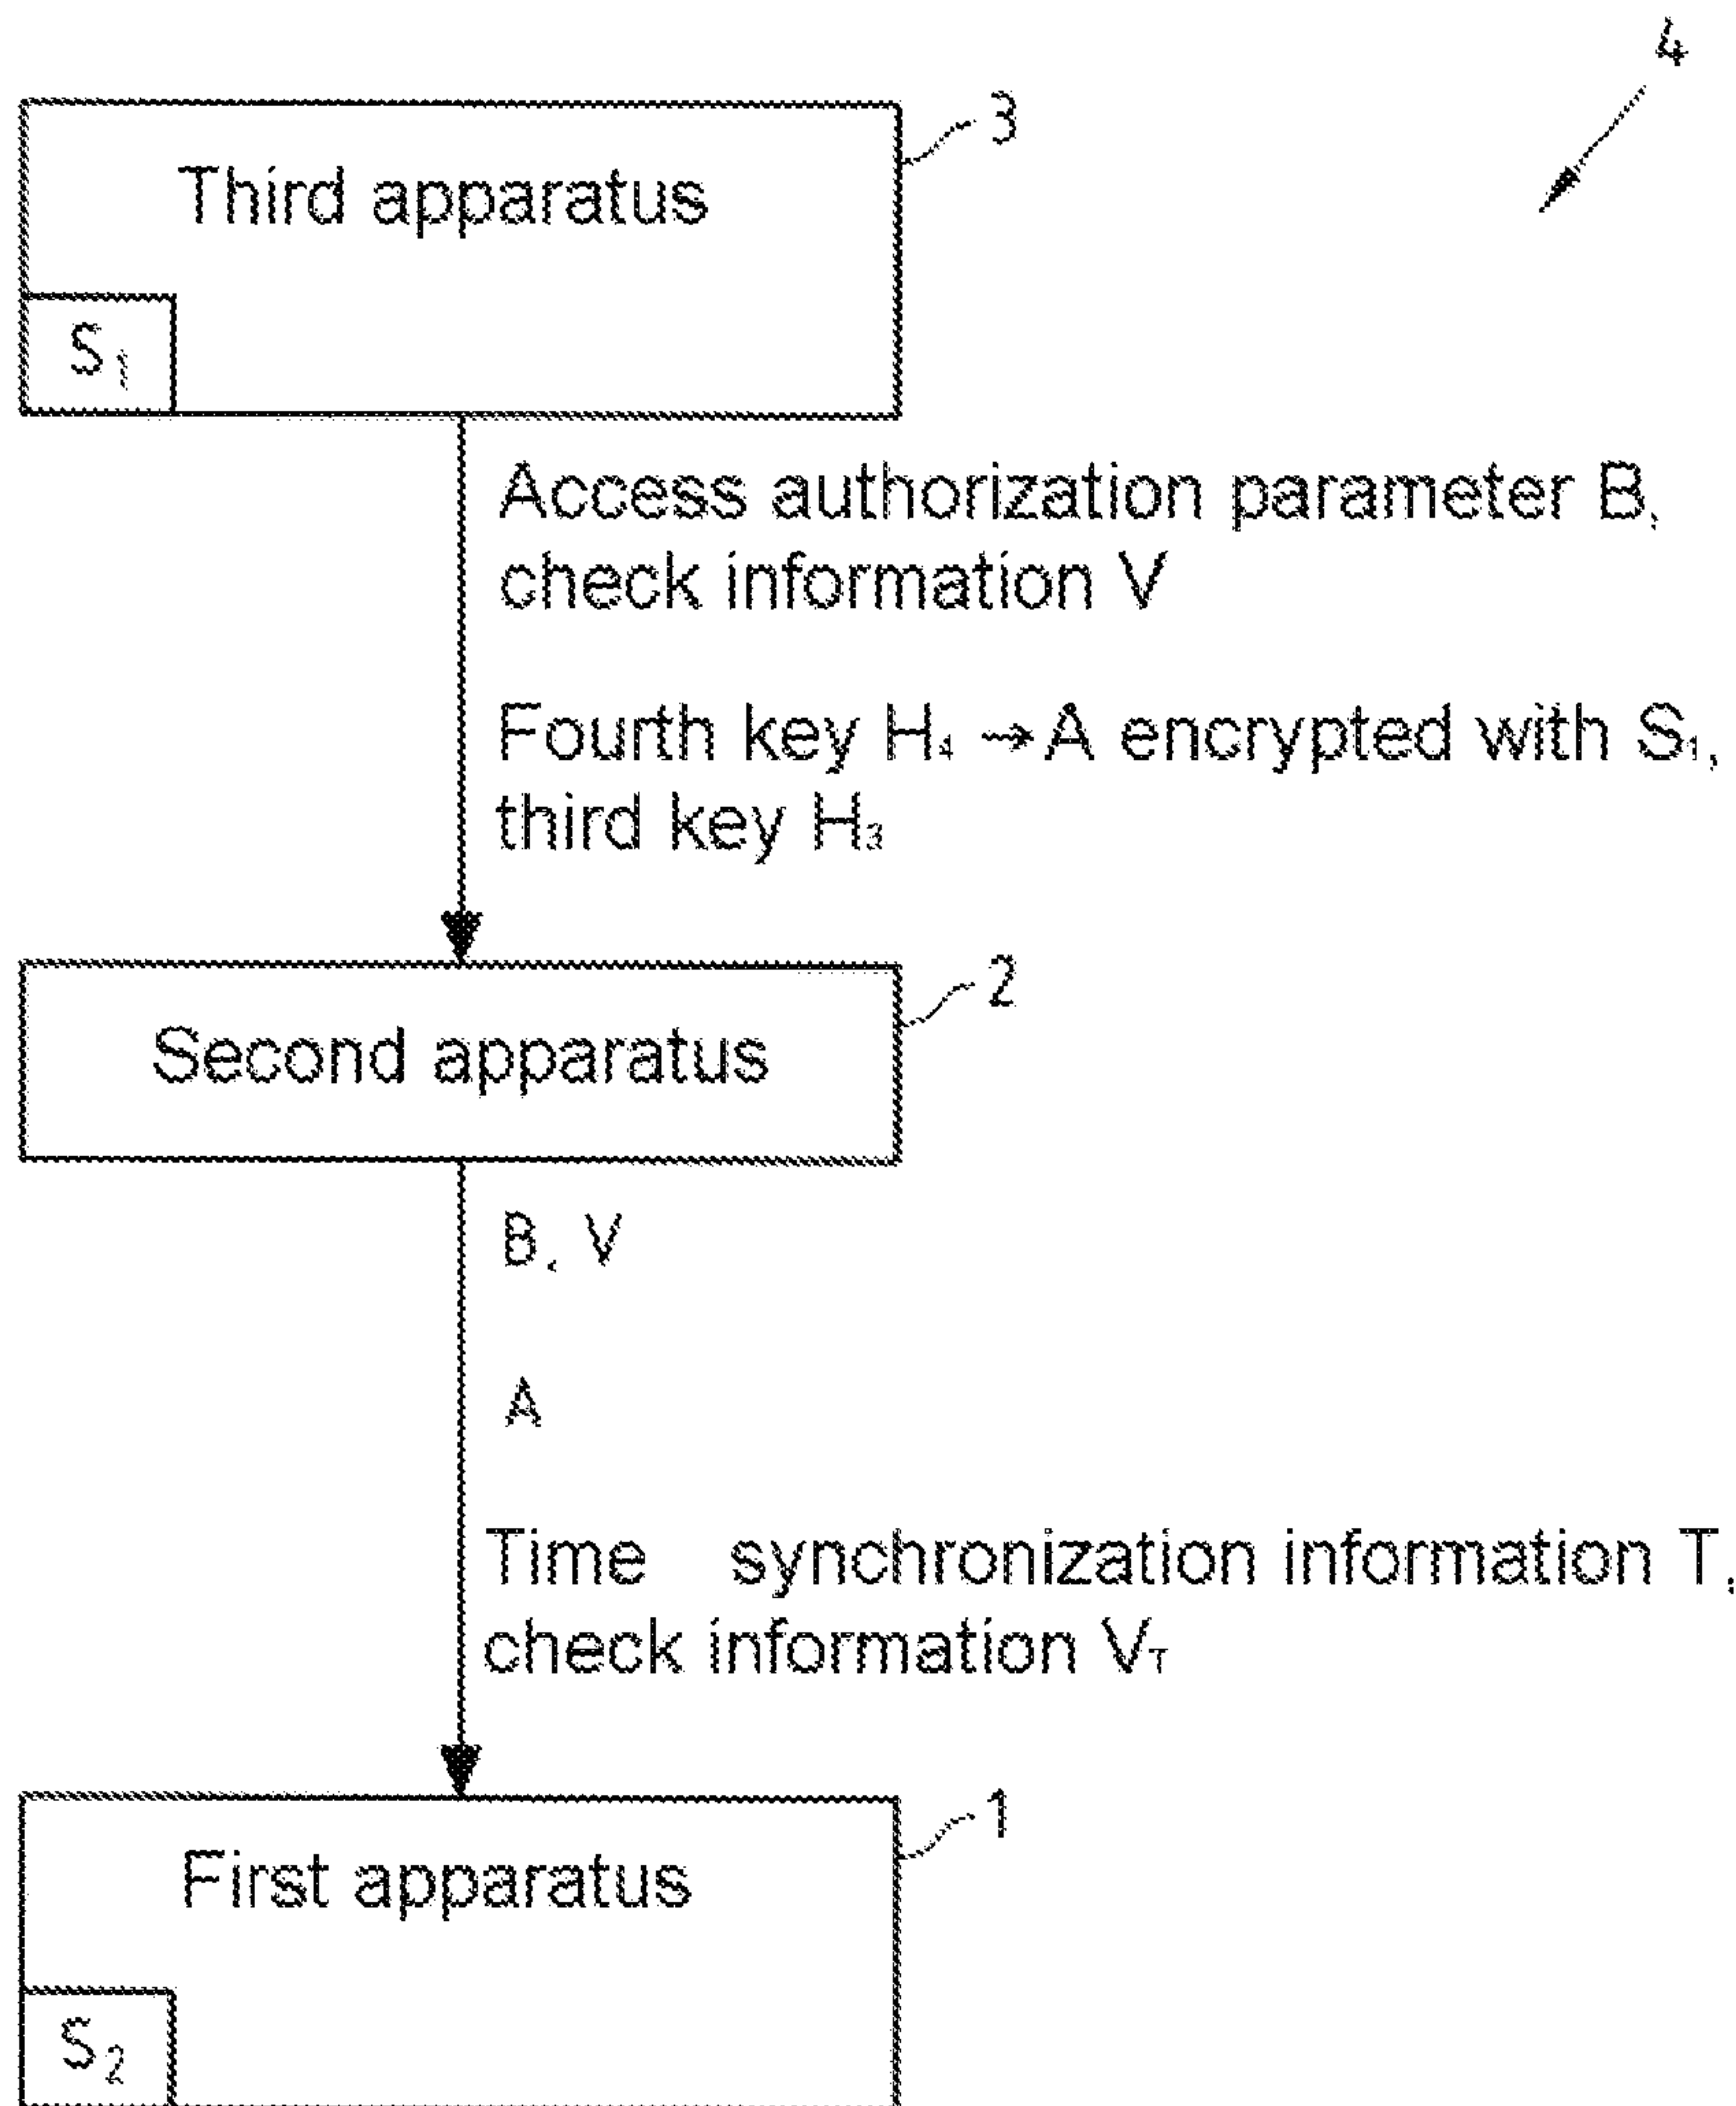 4
3
Third apparatus
S₁
Access authorization parameter B,
check information V
Fourth key H₄ →A encrypted with S₁,
third key H₃
2
Second apparatus
B, V
A
Time synchronization information T,
check information V_T
1
First apparatus
S₂